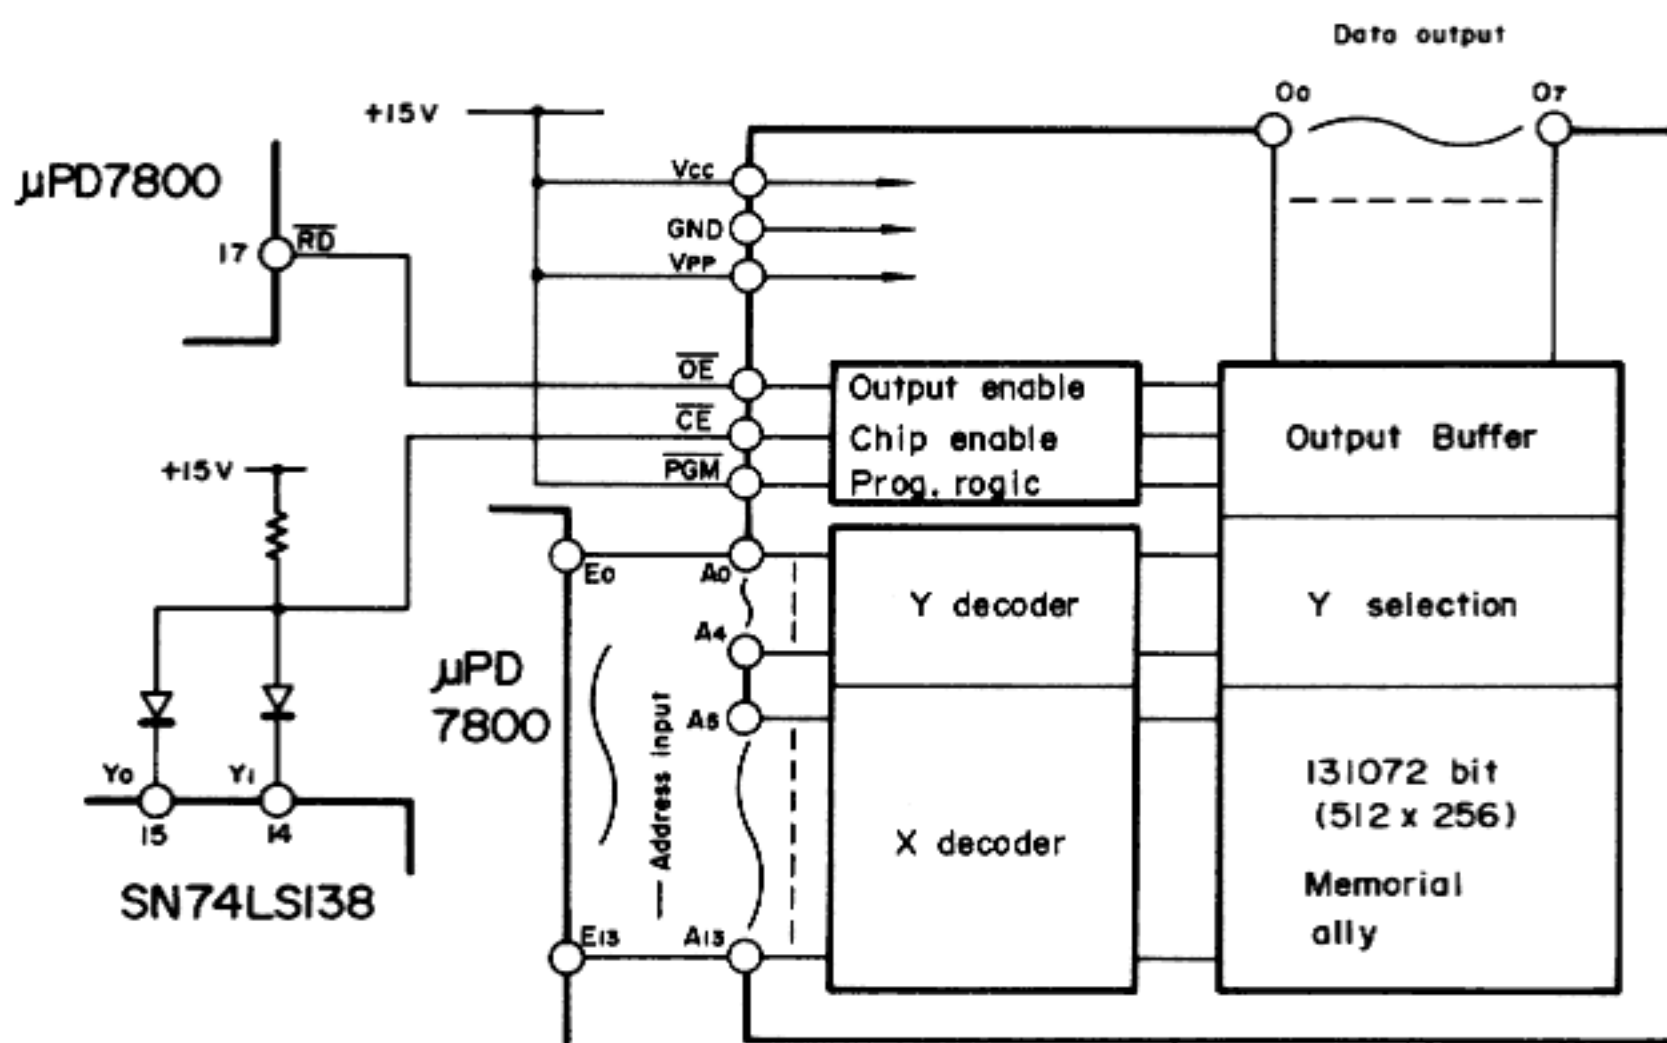 Data output
O0 O7
+15V
µPD7800
VCC
GND
17 RD
VPP
OE
Output enable
CE
Chip enable
Output Buffer
+15V
PGM
Prog. rogic
E0 A0
Y decoder
Y selection
A4
µPD
7800
A5
Address input
Y0 Y1
15 14
131072 bit
(512 x 256)
X decoder
Memorial
ally
SN74LS138
E13 A13